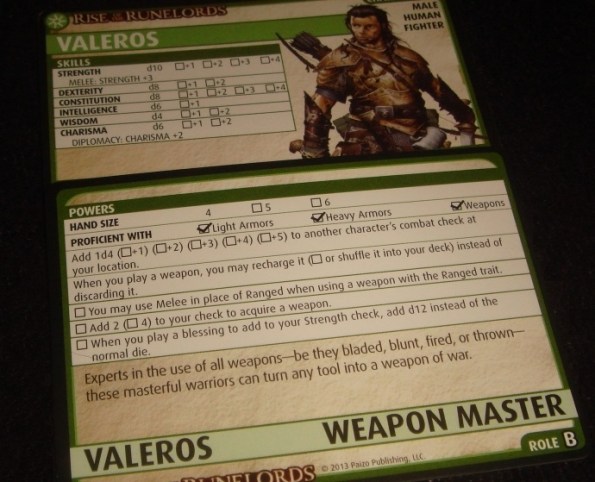 RISE OF THE RUNELORDS
MALE
HUMAN
FIGHTER
VALEROS
SKILLS
STRENGTH d10 ☐+1 ☐+2 ☐+3 ☐+4
MELEE: STRENGTH +3
DEXTERITY d8 ☐+1 ☐+2
CONSTITUTION d8 ☐+1 ☐+2 ☐+3 ☐+4
INTELLIGENCE d6 ☐+1
WISDOM d4 ☐+1 ☐+2
CHARISMA d6 ☐+1 ☐+2
DIPLOMACY: CHARISMA +2
POWERS
HAND SIZE 4 ☐ 5 ☐ 6
PROFICIENT WITH ☑Light Armors ☑Heavy Armors ☑Weapons
Add 1d4 (☐+1) (☐+2) (☐+3) (☐+4) (☐+5) to another character's combat check at
your location.
When you play a weapon, you may recharge it (☐ or shuffle it into your deck) instead of
discarding it.
☐ You may use Melee in place of Ranged when using a weapon with the Ranged trait.
☐ Add 2 (☐ 4) to your check to acquire a weapon.
☐ When you play a blessing to add to your Strength check, add d12 instead of the
normal die.
Experts in the use of all weapons—be they bladed, blunt, fired, or thrown—
these masterful warriors can turn any tool into a weapon of war.
VALEROS WEAPON MASTER
RUNELORDS © 2013 Paizo Publishing, LLC. ROLE B